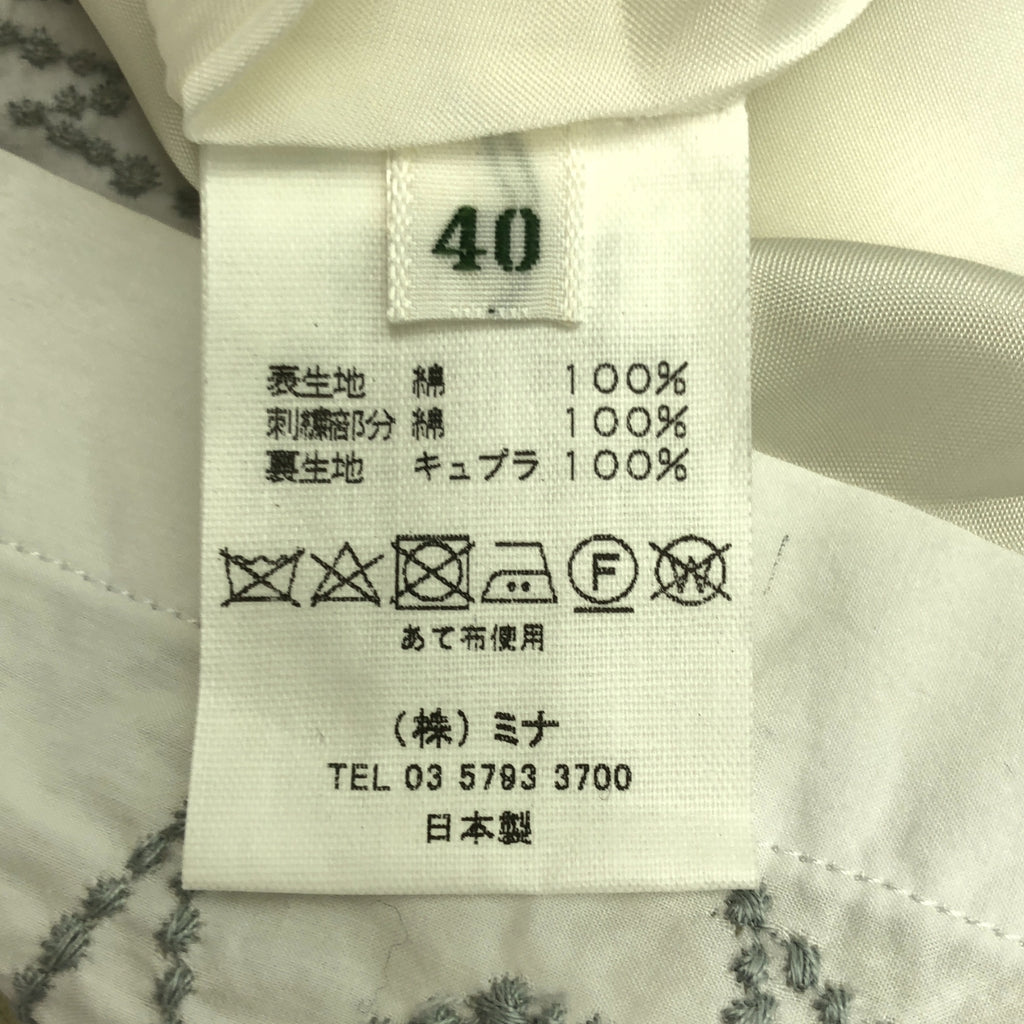 40
表生地 綿 100%
刺繍部分 綿 100%
裏生地 キュプラ 100%
F W
あて布使用
(株)ミナ
TEL 03 5793 3700
日本製